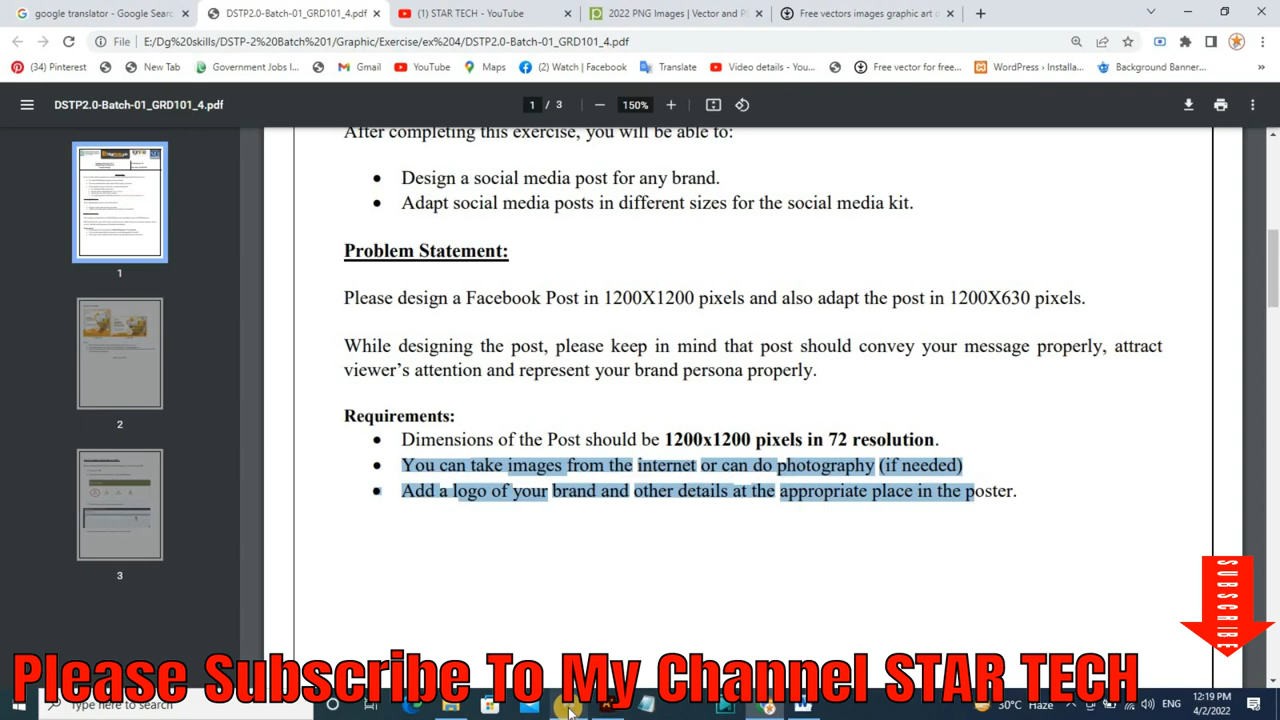 google translator - Google Search
DSTP2.0-Batch-01_GRD101_4.pdf
(1) STAR TECH - YouTube
2022 PNG Images | Vector and PS
Free vectors images graphic art o
File | E:/Dg%20skills/DSTP-2%20Batch%201/Graphic/Exercise/ex%204/DSTP2.0-Batch-01_GRD101_4.pdf
(34) Pinterest
New Tab
Government Jobs I...
Gmail
YouTube
Maps
(2) Watch | Facebook
Translate
Video details - You...
Free vector for free...
WordPress › Installa...
Background Banner...
DSTP2.0-Batch-01_GRD101_4.pdf
1 / 3
150%
After completing this exercise, you will be able to:
• Design a social media post for any brand.
• Adapt social media posts in different sizes for the social media kit.
Problem Statement:
Please design a Facebook Post in 1200X1200 pixels and also adapt the post in 1200X630 pixels.
While designing the post, please keep in mind that post should convey your message properly, attract
viewer's attention and represent your brand persona properly.
Requirements:
• Dimensions of the Post should be 1200x1200 pixels in 72 resolution.
• You can take images from the internet or can do photography (if needed)
• Add a logo of your brand and other details at the appropriate place in the poster.
1
2
3
SUBSCRIBE
Please Subscribe To My Channel STAR TECH
Type here to search
30°C Haze
ENG
12:19 PM
4/2/2022